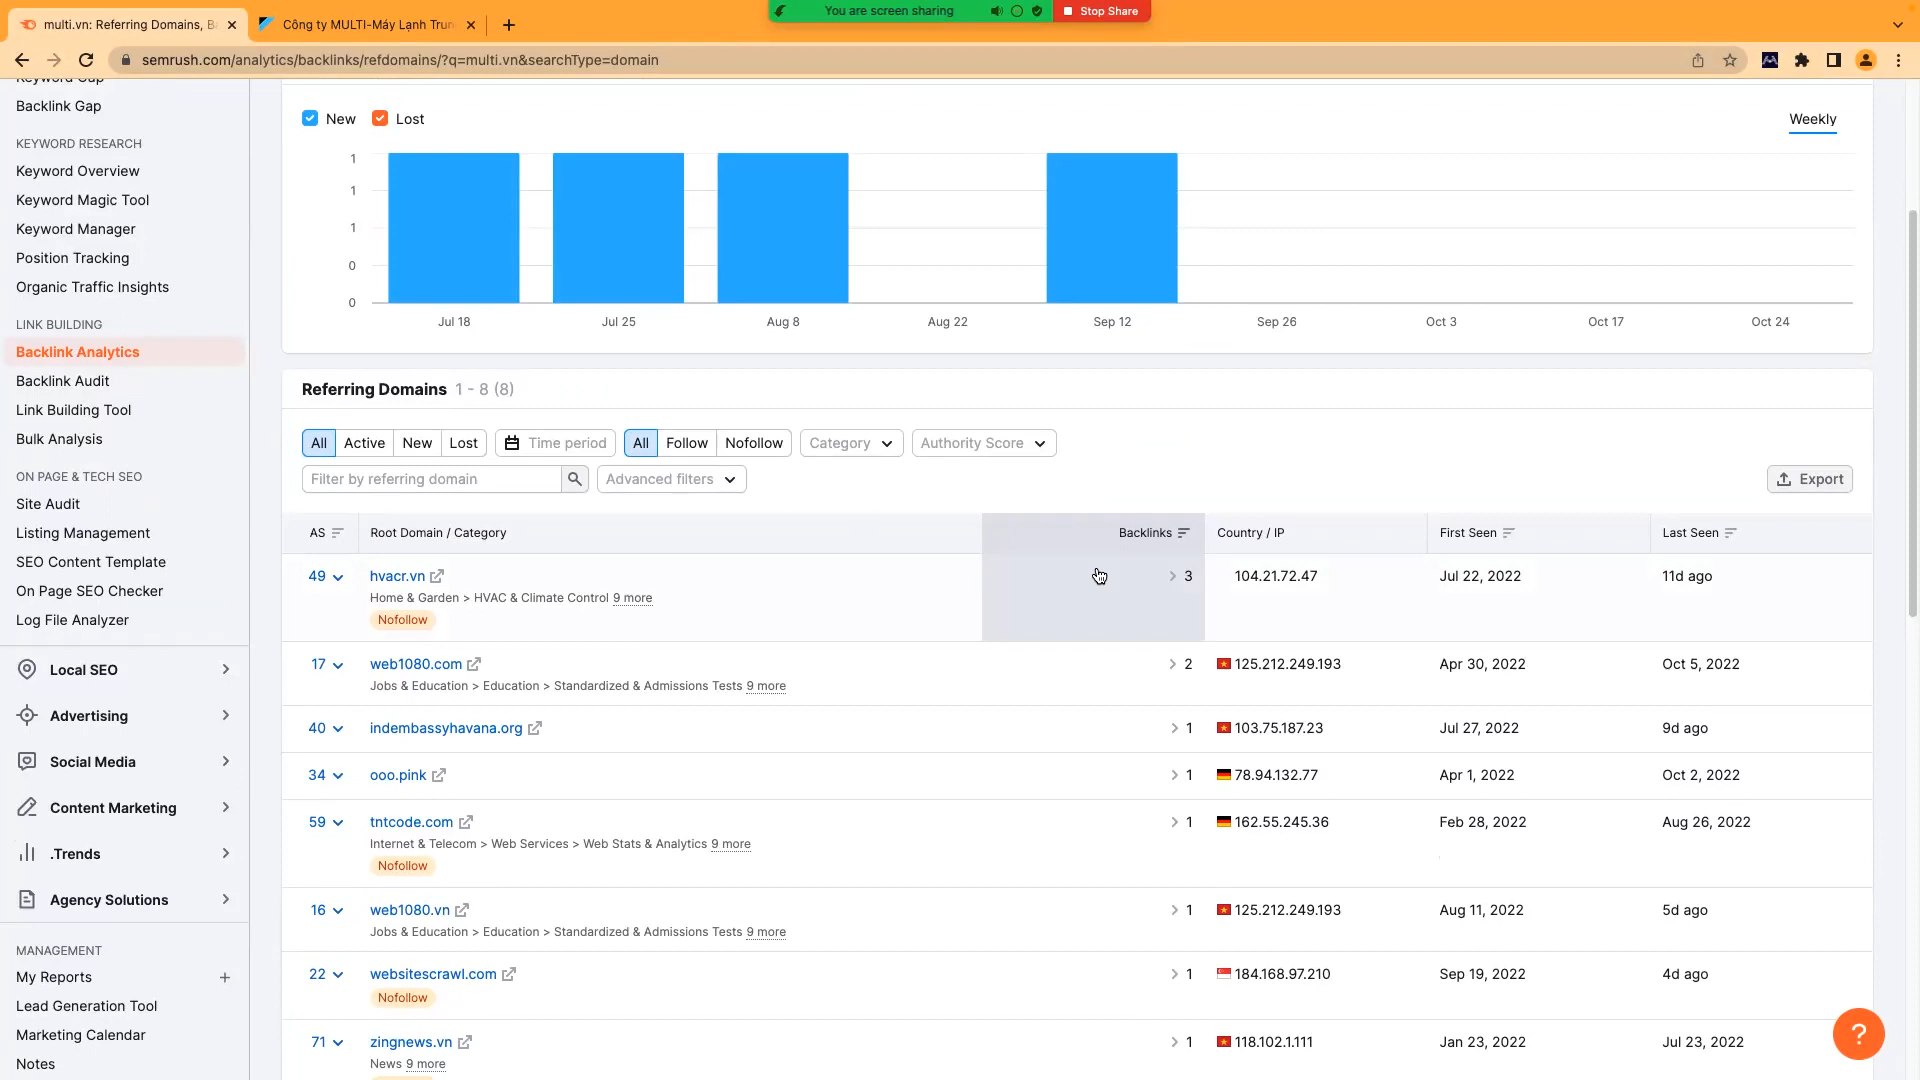 multi.vn: Referring Domains, B
Công ty MULTI-Máy Lạnh Trun
You are screen sharing
Stop Share
semrush.com/analytics/backlinks/refdomains/?q=multi.vn&searchType=domain
Keyword Gap
Backlink Gap
KEYWORD RESEARCH
Keyword Overview
Keyword Magic Tool
Keyword Manager
Position Tracking
Organic Traffic Insights
LINK BUILDING
Backlink Analytics
Backlink Audit
Link Building Tool
Bulk Analysis
ON PAGE & TECH SEO
Site Audit
Listing Management
SEO Content Template
On Page SEO Checker
Log File Analyzer
Local SEO
Advertising
Social Media
Content Marketing
.Trends
Agency Solutions
MANAGEMENT
My Reports +
Lead Generation Tool
Marketing Calendar
Notes
New Lost
Weekly
1
1
1
0
0
Jul 18 Jul 25 Aug 8 Aug 22 Sep 12 Sep 26 Oct 3 Oct 17 Oct 24
Referring Domains 1 - 8 (8)
All Active New Lost Time period All Follow Nofollow Category Authority Score
Filter by referring domain Advanced filters Export
AS Root Domain / Category Backlinks Country / IP First Seen Last Seen
49 hvacr.vn 3 104.21.72.47 Jul 22, 2022 11d ago
Home & Garden > HVAC & Climate Control 9 more
Nofollow
17 web1080.com 2 125.212.249.193 Apr 30, 2022 Oct 5, 2022
Jobs & Education > Education > Standardized & Admissions Tests 9 more
40 indembassyhavana.org 1 103.75.187.23 Jul 27, 2022 9d ago
34 ooo.pink 1 78.94.132.77 Apr 1, 2022 Oct 2, 2022
59 tntcode.com 1 162.55.245.36 Feb 28, 2022 Aug 26, 2022
Internet & Telecom > Web Services > Web Stats & Analytics 9 more
Nofollow
16 web1080.vn 1 125.212.249.193 Aug 11, 2022 5d ago
Jobs & Education > Education > Standardized & Admissions Tests 9 more
22 websitescrawl.com 1 184.168.97.210 Sep 19, 2022 4d ago
Nofollow
71 zingnews.vn 1 118.102.1.111 Jan 23, 2022 Jul 23, 2022
News 9 more
?